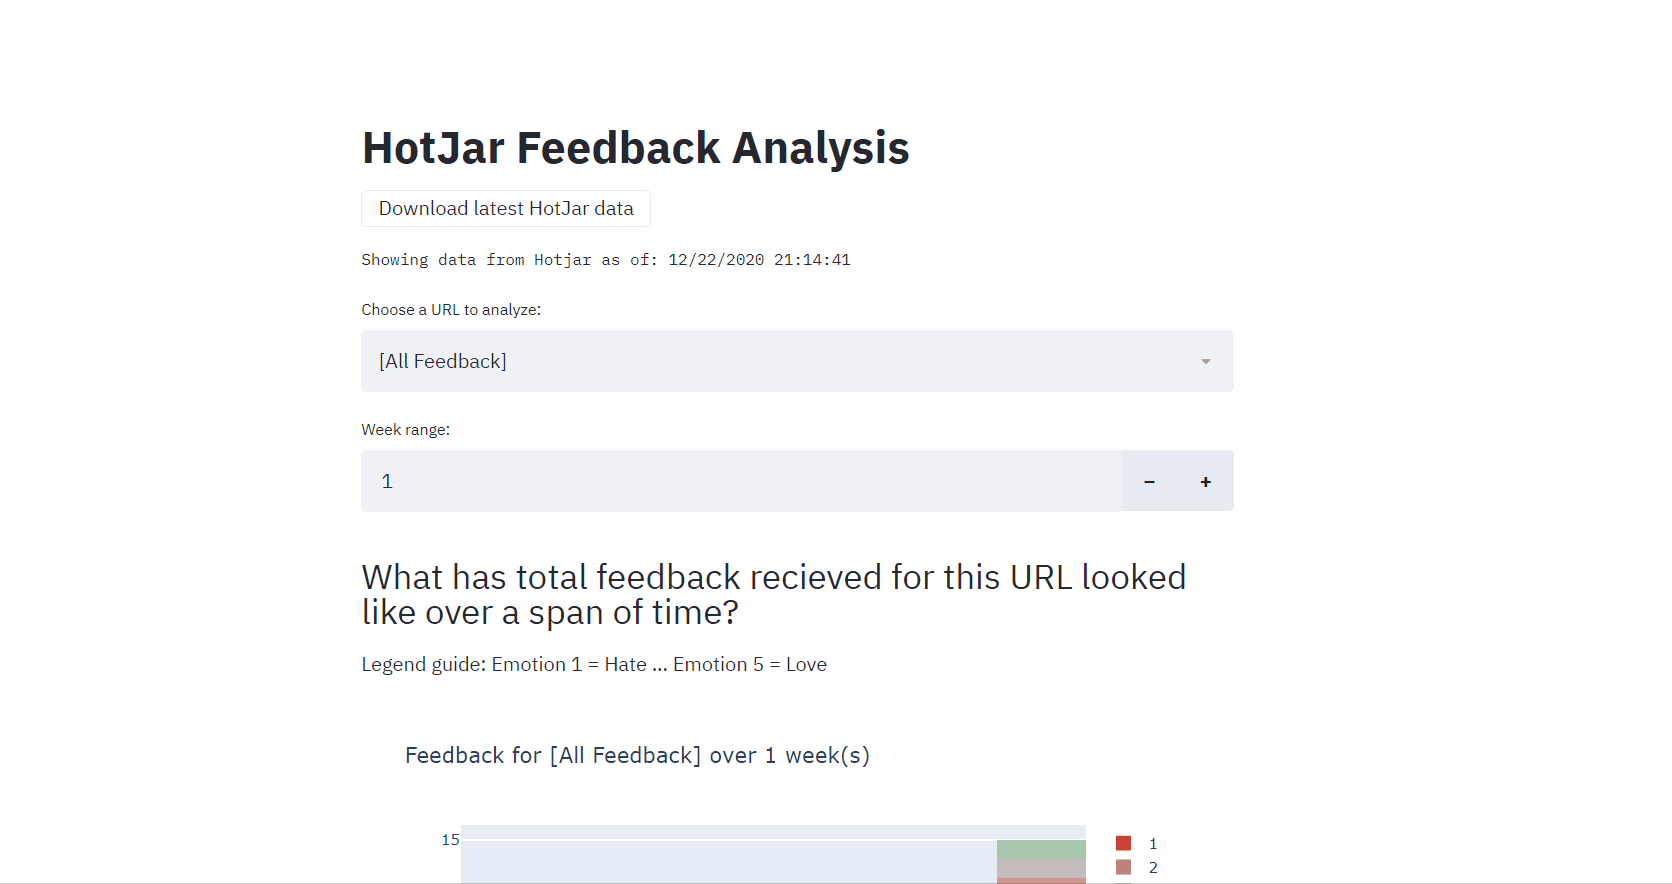 HotJar Feedback Analysis
Download latest HotJar data
Showing data from Hotjar as of: 12/22/2020 21:14:41
Choose a URL to analyze:
[All Feedback]
Week range:
1
− +
What has total feedback recieved for this URL looked
like over a span of time?
Legend guide: Emotion 1 = Hate ... Emotion 5 = Love
Feedback for [All Feedback] over 1 week(s)
15
1
2